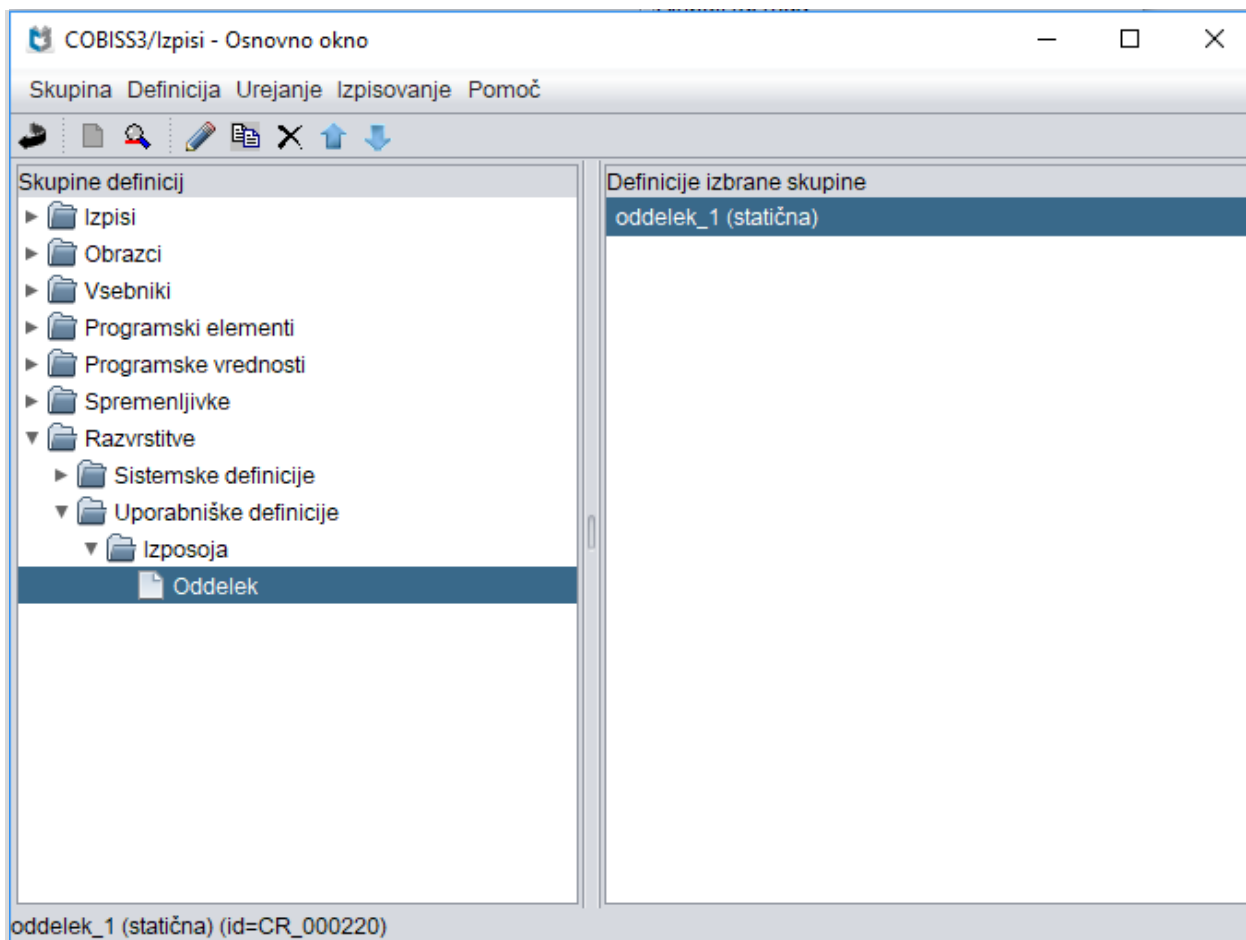 COBISS3/Izpisi - Osnovno okno
Skupina Definicija Urejanje Izpisovanje Pomoč
Skupine definicij
Izpisi
Obrazci
Vsebniki
Programski elementi
Programske vrednosti
Spremenljivke
Razvrstitve
Sistemske definicije
Uporabniške definicije
Izposoja
Oddelek
Definicije izbrane skupine
oddelek_1 (statična)
oddelek_1 (statična) (id=CR_000220)